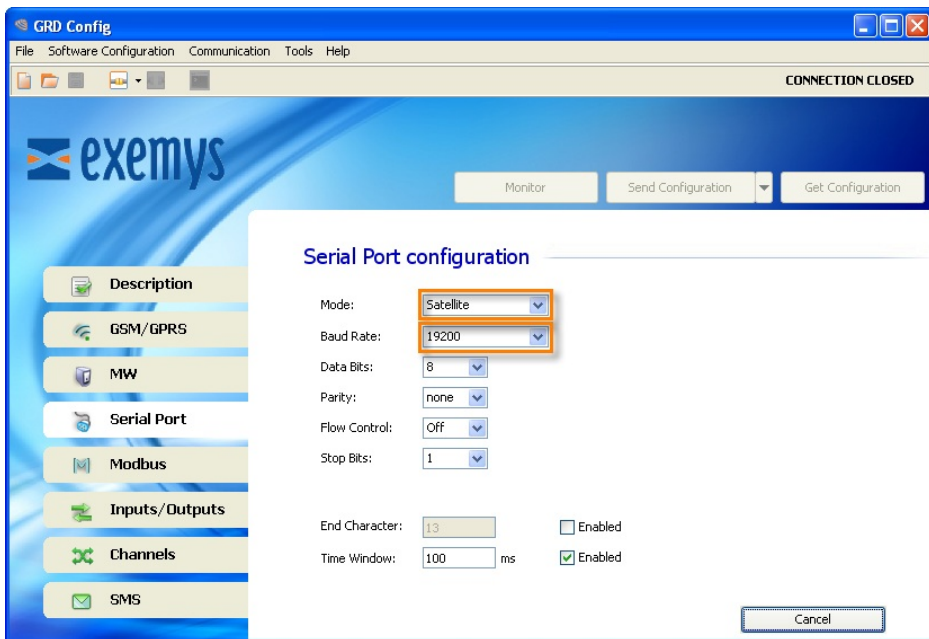 GRD Config
File Software Configuration Communication Tools Help
CONNECTION CLOSED
exemys
Monitor
Send Configuration
Get Configuration
Serial Port configuration
Description
GSM/GPRS
MW
Serial Port
Modbus
Inputs/Outputs
Channels
SMS
Mode: Satellite
Baud Rate: 19200
Data Bits: 8
Parity: none
Flow Control: Off
Stop Bits: 1
End Character: 13 Enabled
Time Window: 100 ms Enabled
Cancel